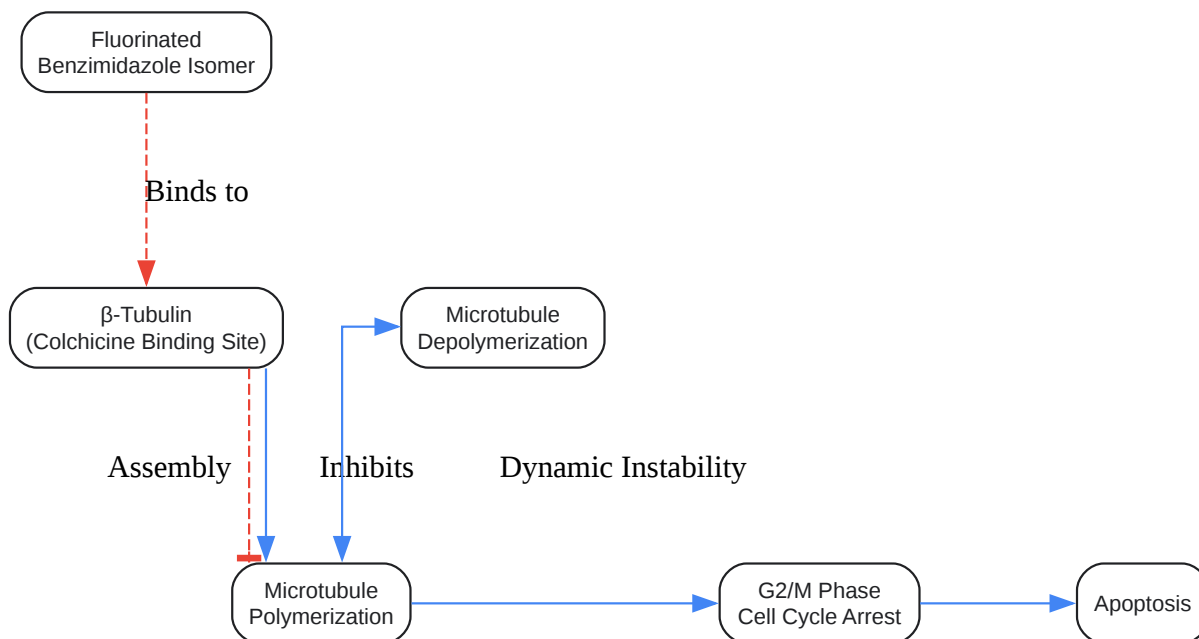 Fluorinated
Benzimidazole Isomer
Binds to
β-Tubulin
(Colchicine Binding Site)
Microtubule
Depolymerization
Assembly
Inhibits
Dynamic Instability
Microtubule
Polymerization
G2/M Phase
Cell Cycle Arrest
Apoptosis